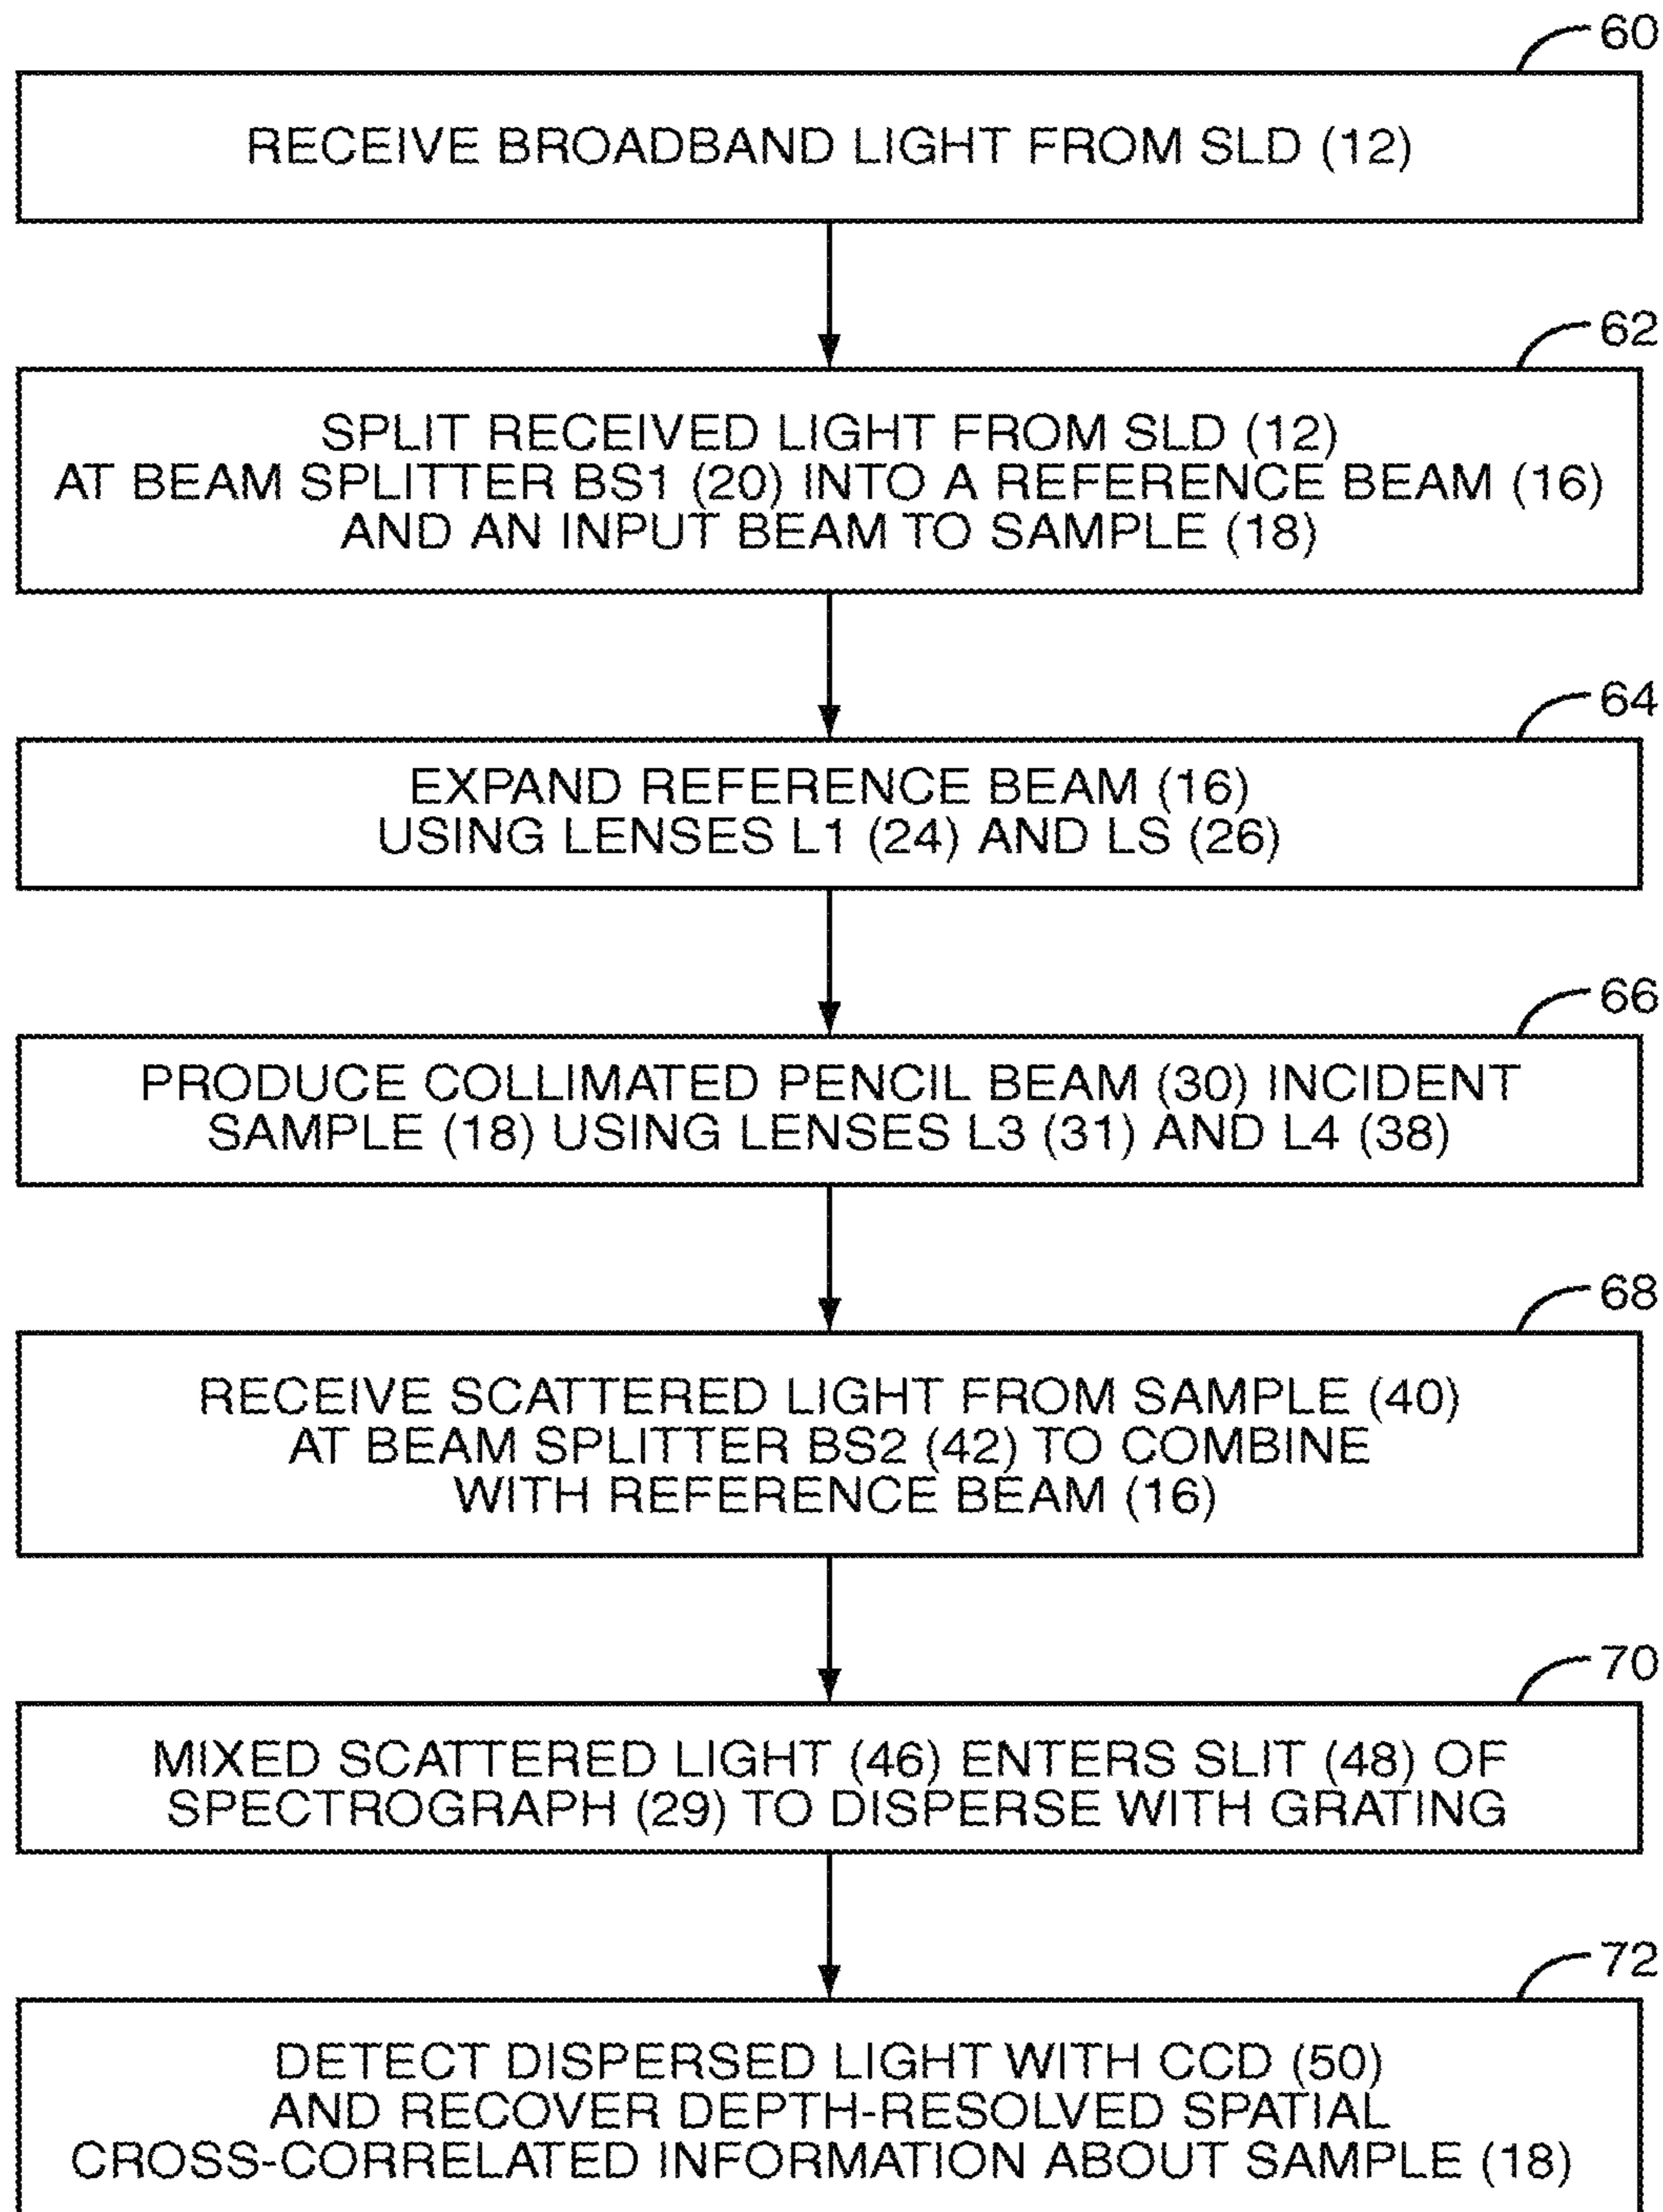 60
RECEIVE BROADBAND LIGHT FROM SLD (12)
62
SPLIT RECEIVED LIGHT FROM SLD (12)
AT BEAM SPLITTER BS1 (20) INTO A REFERENCE BEAM (16)
AND AN INPUT BEAM TO SAMPLE (18)
64
EXPAND REFERENCE BEAM (16)
USING LENSES L1 (24) AND LS (26)
66
PRODUCE COLLIMATED PENCIL BEAM (30) INCIDENT
SAMPLE (18) USING LENSES L3 (31) AND L4 (38)
68
RECEIVE SCATTERED LIGHT FROM SAMPLE (40)
AT BEAM SPLITTER BS2 (42) TO COMBINE
WITH REFERENCE BEAM (16)
70
MIXED SCATTERED LIGHT (46) ENTERS SLIT (48) OF
SPECTROGRAPH (29) TO DISPERSE WITH GRATING
72
DETECT DISPERSED LIGHT WITH CCD (50)
AND RECOVER DEPTH-RESOLVED SPATIAL
CROSS-CORRELATED INFORMATION ABOUT SAMPLE (18)